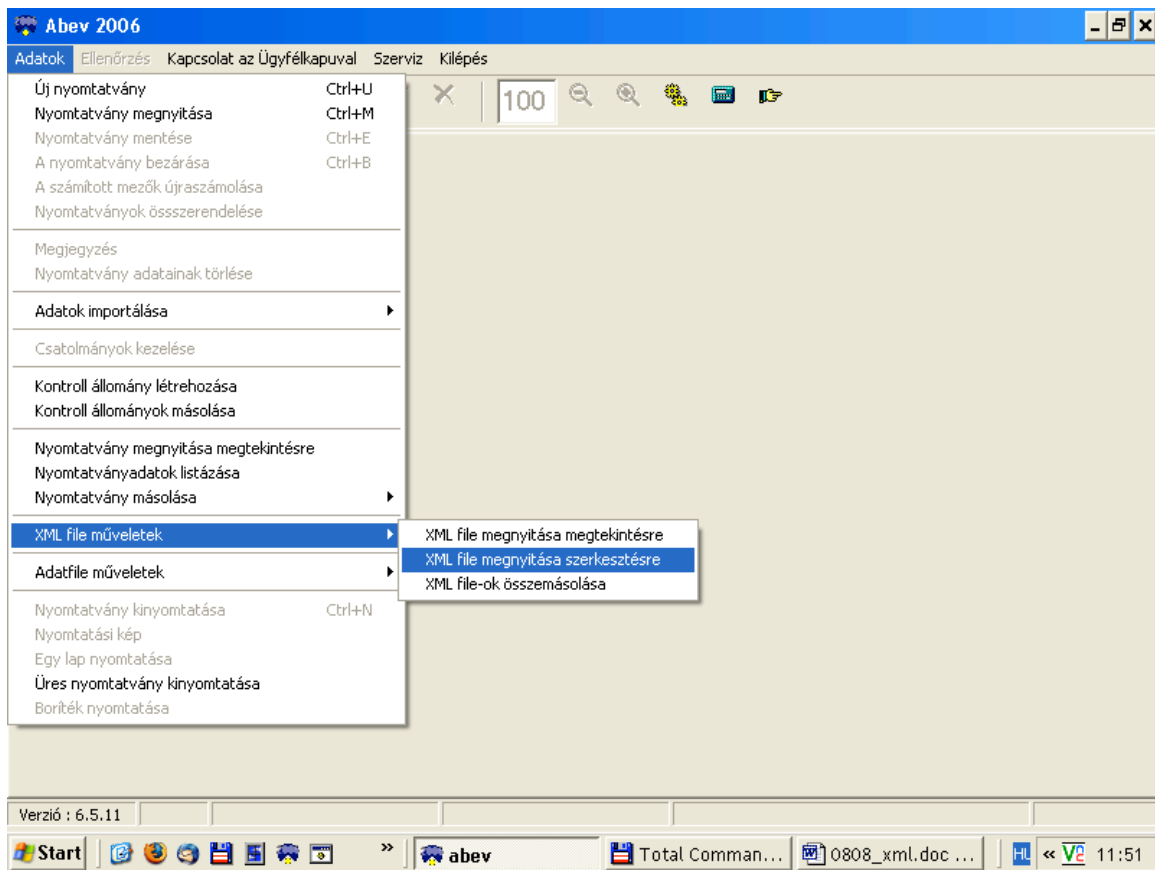 Abev 2006
Adatok Ellenőrzés Kapcsolat az Ügyfélkapuval Szerviz Kilépés
100
Új nyomtatvány Ctrl+U
Nyomtatvány megnyitása Ctrl+M
Nyomtatvány mentése Ctrl+E
A nyomtatvány bezárása Ctrl+B
A számított mezők újraszámolása
Nyomtatványok össszerendelése
Megjegyzés
Nyomtatvány adatainak törlése
Adatok importálása
Csatolmányok kezelése
Kontroll állomány létrehozása
Kontroll állományok másolása
Nyomtatvány megnyitása megtekintésre
Nyomtatványadatok listázása
Nyomtatvány másolása
XML file műveletek
XML file megnyitása megtekintésre
XML file megnyitása szerkesztésre
XML file-ok összemásolása
Adatfile műveletek
Nyomtatvány kinyomtatása Ctrl+N
Nyomtatási kép
Egy lap nyomtatása
Üres nyomtatvány kinyomtatása
Boríték nyomtatása
Verzió : 6.5.11
Start » abev Total Comman... 0808_xml.doc ... HU « V2 11:51